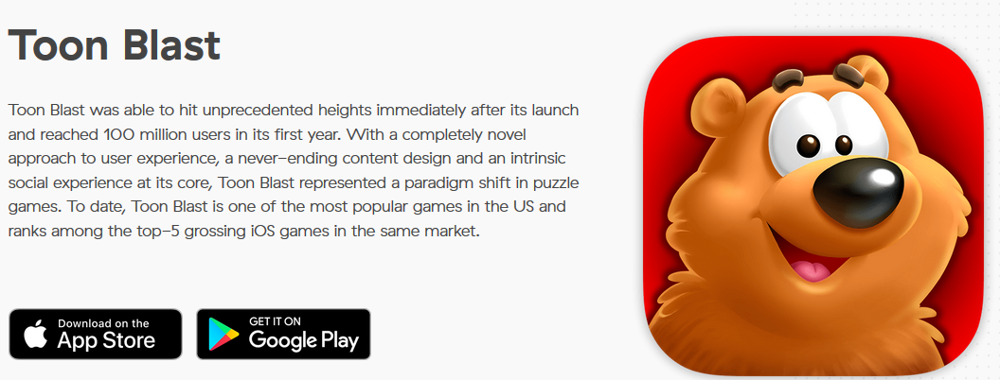 Toon Blast
Toon Blast was able to hit unprecedented heights immediately after its launch
and reached 100 million users in its first year. With a completely novel
approach to user experience, a never-ending content design and an intrinsic
social experience at its core, Toon Blast represented a paradigm shift in puzzle
games. To date, Toon Blast is one of the most popular games in the US and
ranks among the top-5 grossing iOS games in the same market.
Download on the
App Store
GET IT ON
Google Play